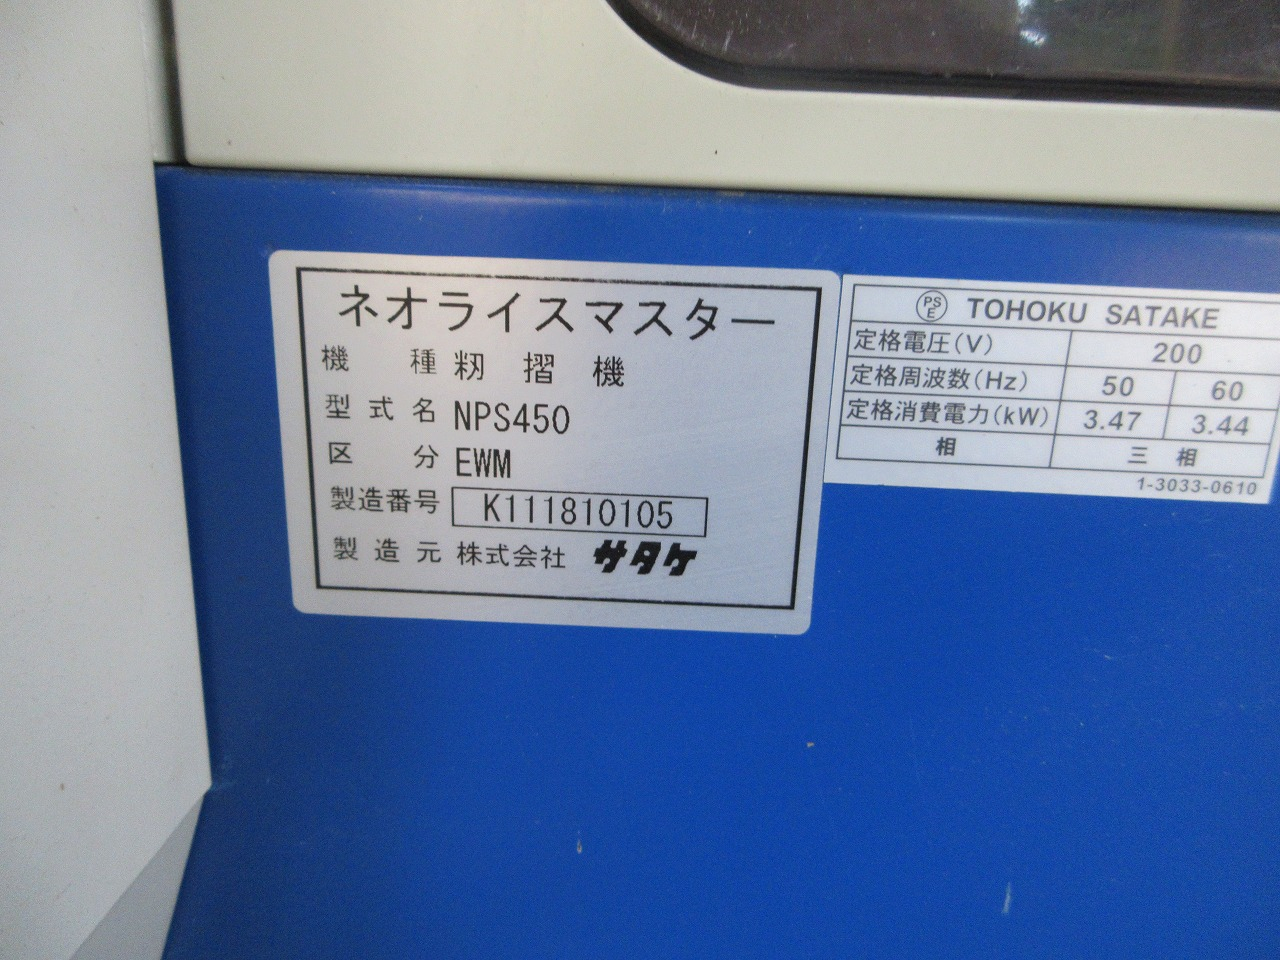 ネオライスマスター
機種 籾摺機
型式名 NPS450
区分 EWM
製造番号 K111810105
製造元 株式会社 サタケ
PSE TOHOKU SATAKE
定格電圧(V) 200
定格周波数(Hz) 50 60
定格消費電力(kW) 3.47 3.44
相 三相
1-3033-0610